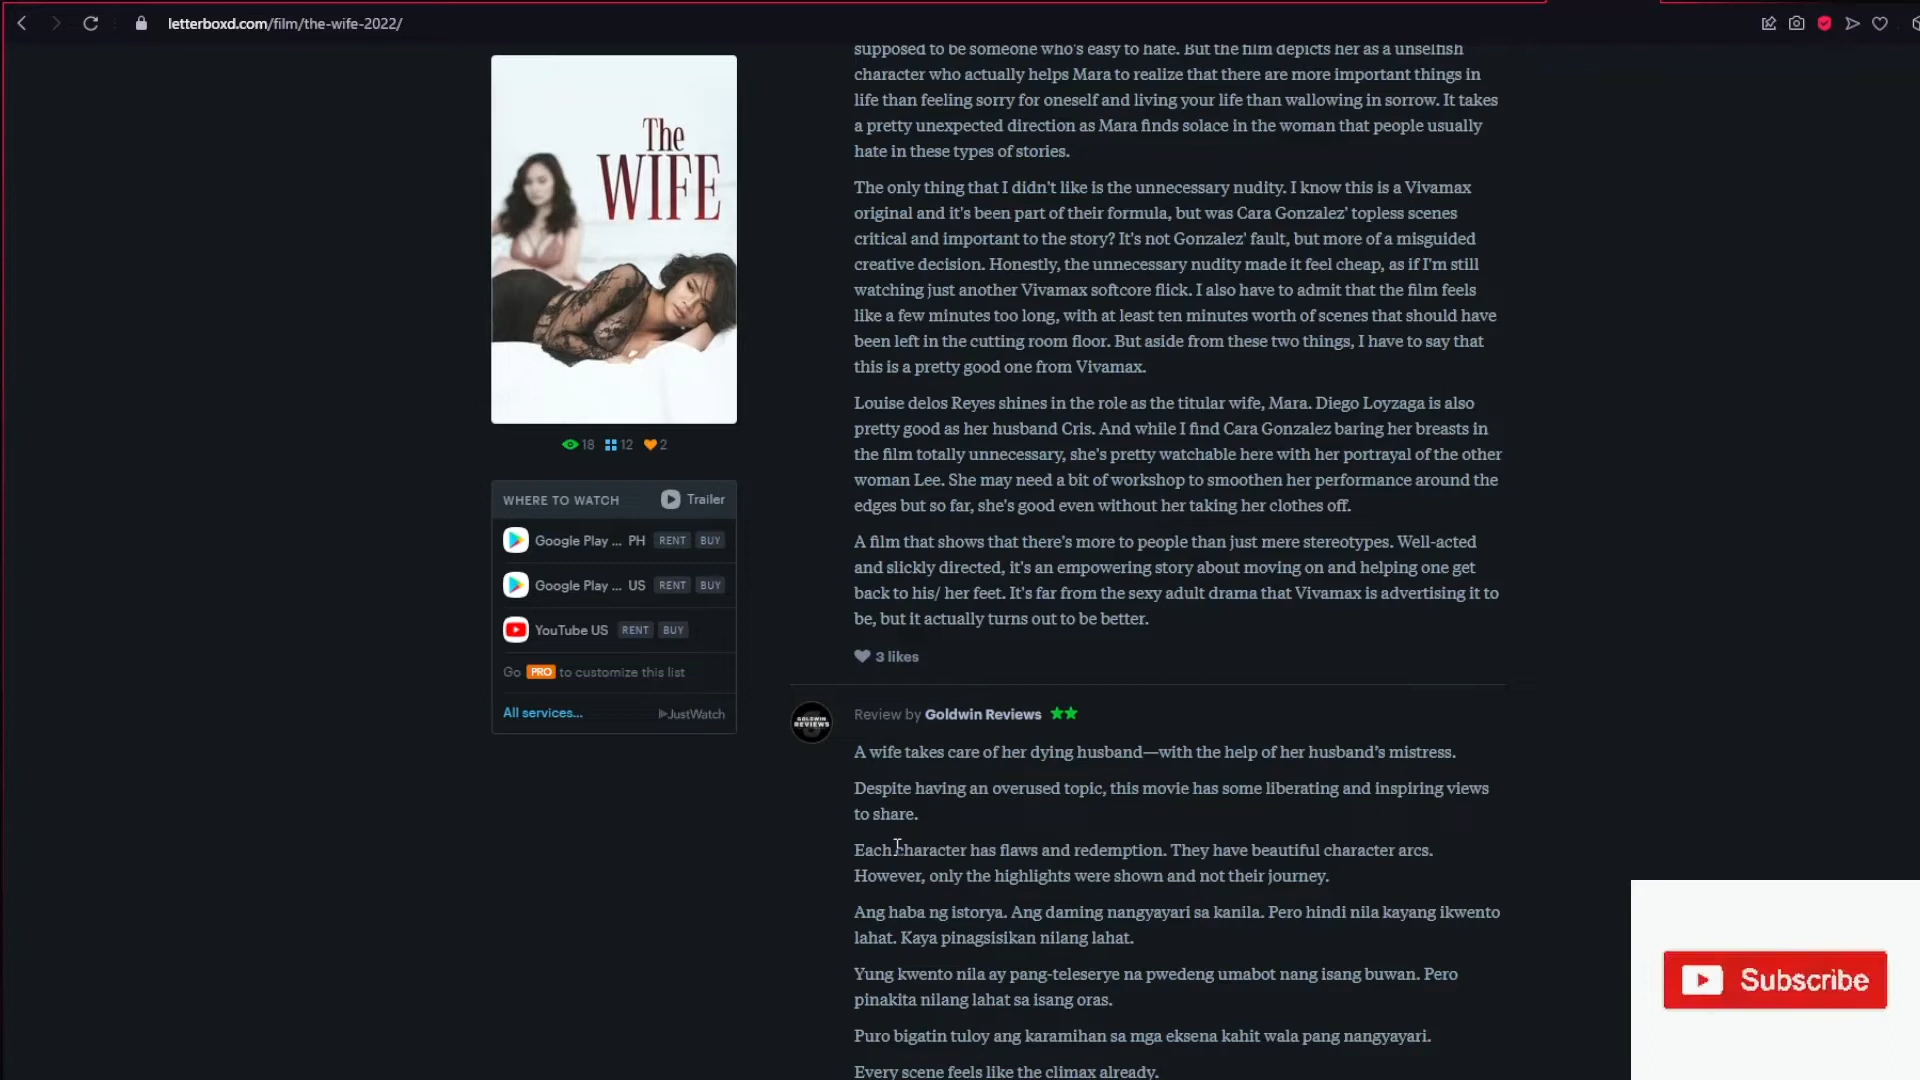 letterboxd.com/film/the-wife-2022/
supposed to be someone who's easy to hate. But the film depicts her as a unselfish
character who actually helps Mara to realize that there are more important things in
life than feeling sorry for oneself and living your life than wallowing in sorrow. It takes
a pretty unexpected direction as Mara finds solace in the woman that people usually
hate in these types of stories.
The only thing that I didn't like is the unnecessary nudity. I know this is a Vivamax
original and it's been part of their formula, but was Cara Gonzalez' topless scenes
critical and important to the story? It's not Gonzalez' fault, but more of a misguided
creative decision. Honestly, the unnecessary nudity made it feel cheap, as if I'm still
watching just another Vivamax softcore flick. I also have to admit that the film feels
like a few minutes too long, with at least ten minutes worth of scenes that should have
been left in the cutting room floor. But aside from these two things, I have to say that
this is a pretty good one from Vivamax.
Louise delos Reyes shines in the role as the titular wife, Mara. Diego Loyzaga is also
pretty good as her husband Cris. And while I find Cara Gonzalez baring her breasts in
the film totally unnecessary, she's pretty watchable here with her portrayal of the other
woman Lee. She may need a bit of workshop to smoothen her performance around the
edges but so far, she's good even without her taking her clothes off.
A film that shows that there's more to people than just mere stereotypes. Well-acted
and slickly directed, it's an empowering story about moving on and helping one get
back to his/ her feet. It's far from the sexy adult drama that Vivamax is advertising it to
be, but it actually turns out to be better.
3 likes
The
WIFE
18 12 2
WHERE TO WATCH Trailer
Google Play ... PH RENT BUY
Google Play ... US RENT BUY
YouTube US RENT BUY
Go PRO to customize this list
All services... JustWatch
GOLDWIN
REVIEWS
Review by Goldwin Reviews ★★
A wife takes care of her dying husband—with the help of her husband's mistress.
Despite having an overused topic, this movie has some liberating and inspiring views
to share.
Each character has flaws and redemption. They have beautiful character arcs.
However, only the highlights were shown and not their journey.
Ang haba ng istorya. Ang daming nangyayari sa kanila. Pero hindi nila kayang ikwento
lahat. Kaya pinagsisikan nilang lahat.
Yung kwento nila ay pang-teleserye na pwedeng umabot nang isang buwan. Pero
pinakita nilang lahat sa isang oras.
Puro bigatin tuloy ang karamihan sa mga eksena kahit wala pang nangyayari.
Every scene feels like the climax already.
Subscribe